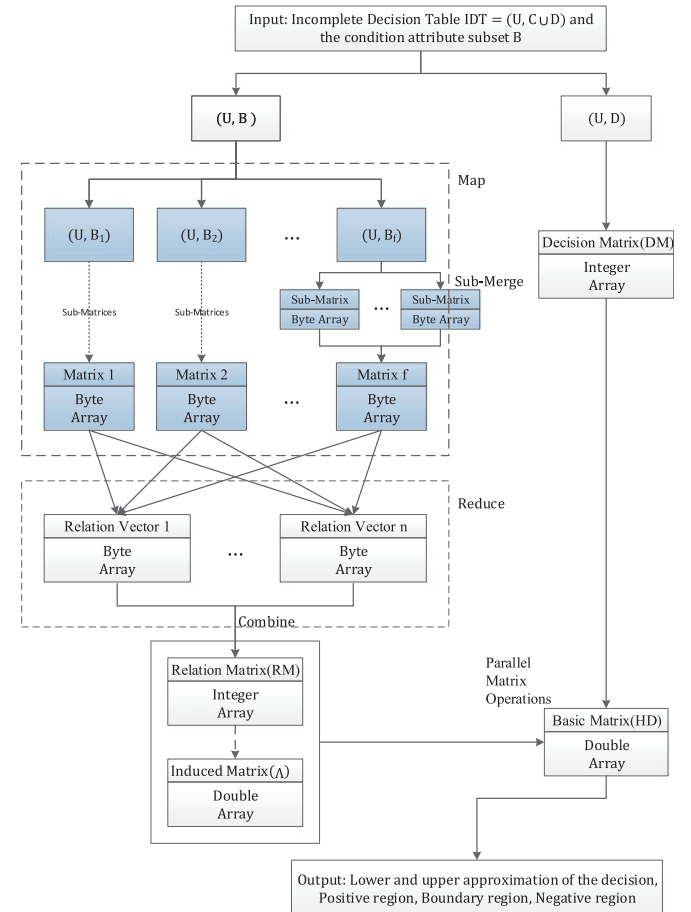 Input: Incomplete Decision Table IDT = (U, C∪D) and
the condition attribute subset B
(U, B )
(U, D)
Map
(U, B₁)
(U, B₂)
...
(U, Bf)
Decision Matrix(DM)
Integer
Array
Sub-Merge
Sub-Matrices
Sub-Matrices
Sub-Matrix
Byte Array
...
Sub-Matrix
Byte Array
Matrix 1
Byte
Array
Matrix 2
Byte
Array
...
Matrix f
Byte
Array
Reduce
Relation Vector 1
Byte
Array
...
Relation Vector n
Byte
Array
Combine
Relation Matrix(RM)
Integer
Array
Parallel
Matrix
Operations
Basic Matrix(HD)
Double
Array
Induced Matrix(Λ)
Double
Array
Output: Lower and upper approximation of the decision,
Positive region, Boundary region, Negative region